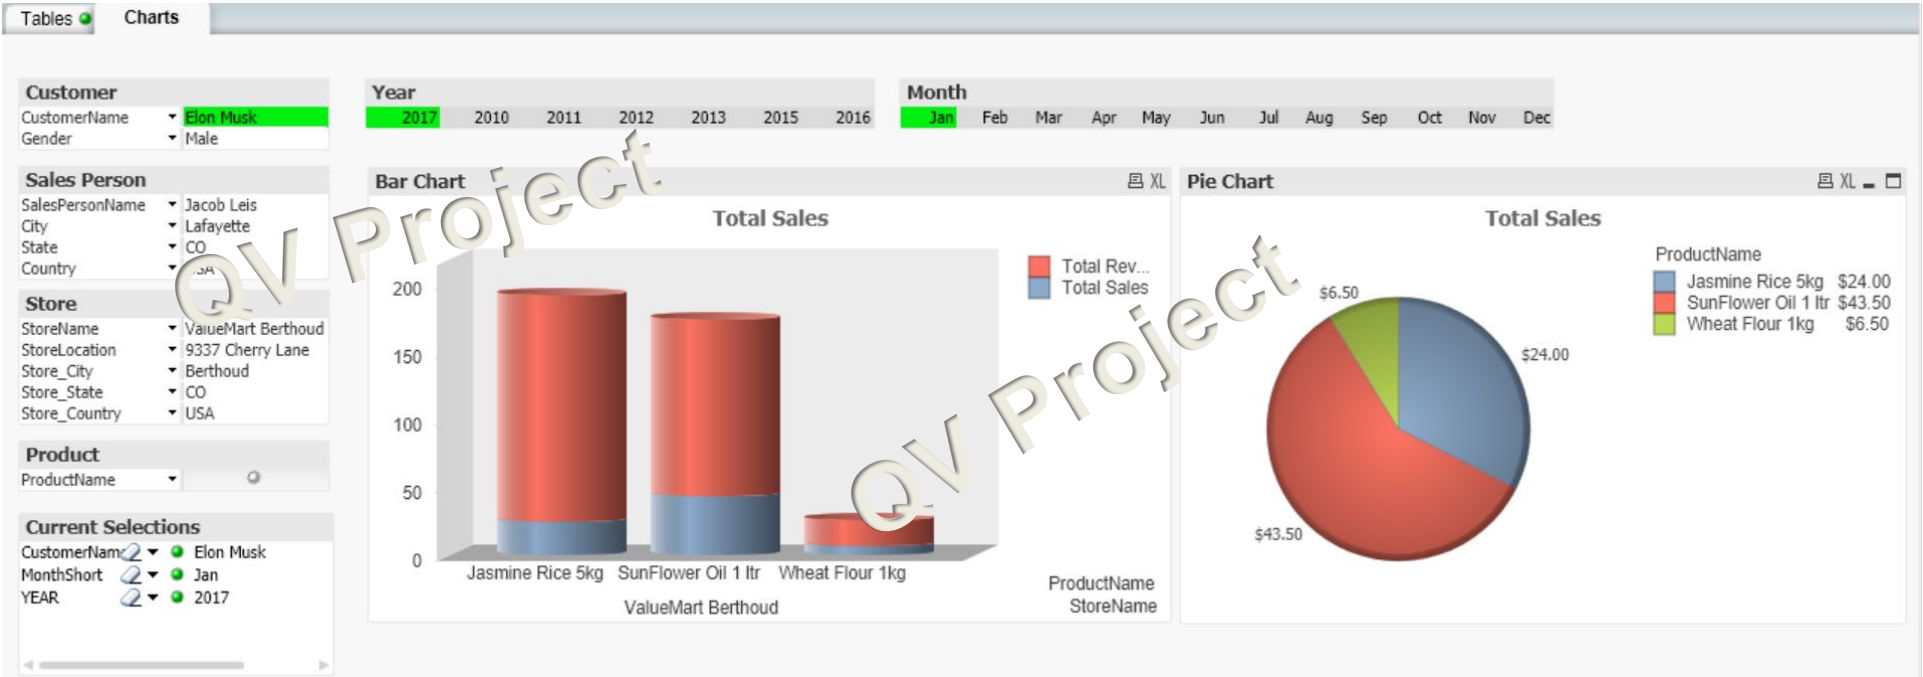 Tables
Charts
Customer
CustomerName Elon Musk
Gender Male
Sales Person
SalesPersonName Jacob Leis
City Lafayette
State CO
Country USA
Store
StoreName ValueMart Berthoud
StoreLocation 9337 Cherry Lane
Store_City Berthoud
Store_State CO
Store_Country USA
Product
ProductName
Current Selections
CustomerName Elon Musk
MonthShort Jan
YEAR 2017
Year
2017 2010 2011 2012 2013 2015 2016
Month
Jan Feb Mar Apr May Jun Jul Aug Sep Oct Nov Dec
Bar Chart
XL
Total Sales
Total Rev...
Total Sales
200
150
100
50
0
Jasmine Rice 5kg SunFlower Oil 1 ltr Wheat Flour 1kg
ValueMart Berthoud
ProductName
StoreName
Pie Chart
XL
Total Sales
ProductName
Jasmine Rice 5kg $24.00
SunFlower Oil 1 ltr $43.50
Wheat Flour 1kg $6.50
$6.50
$24.00
$43.50
QV Project
QV Project